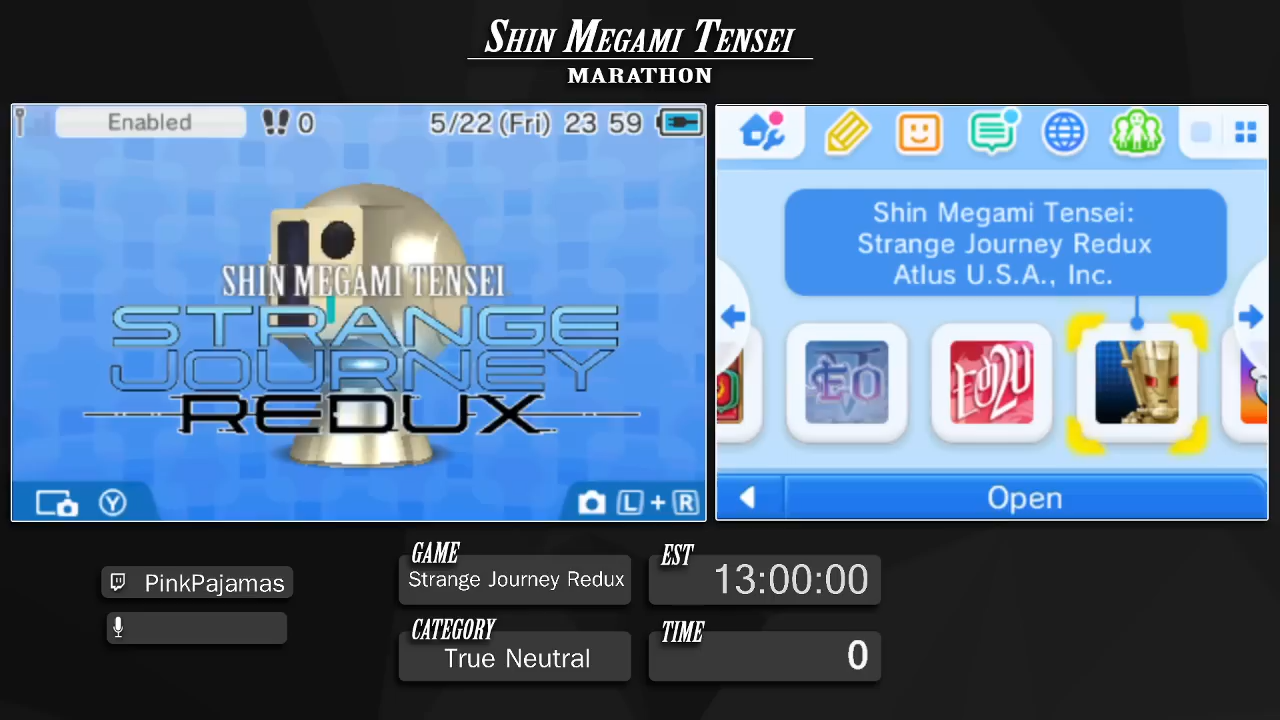 SHIN MEGAMI TENSEI
MARATHON
Enabled
0
5/22 (Fri) 23 59
SHIN MEGAMI TENSEI
STRANGE
JOURNEY
REDUX
Y
L + R
Shin Megami Tensei:
Strange Journey Redux
Atlus U.S.A., Inc.
EO
EO2U
Open
PinkPajamas
GAME
Strange Journey Redux
EST
13:00:00
CATEGORY
True Neutral
TIME
0